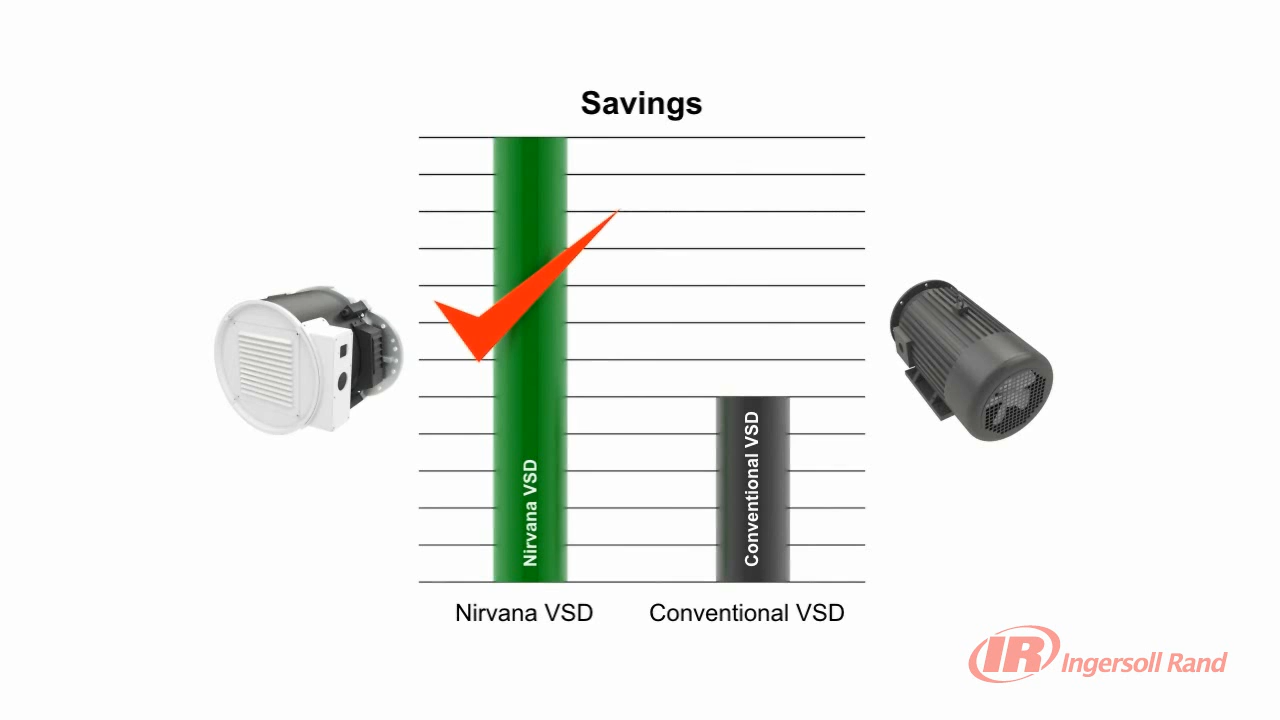 Savings
Nirvana VSD
Conventional VSD
Nirvana VSD
Conventional VSD
IR Ingersoll Rand